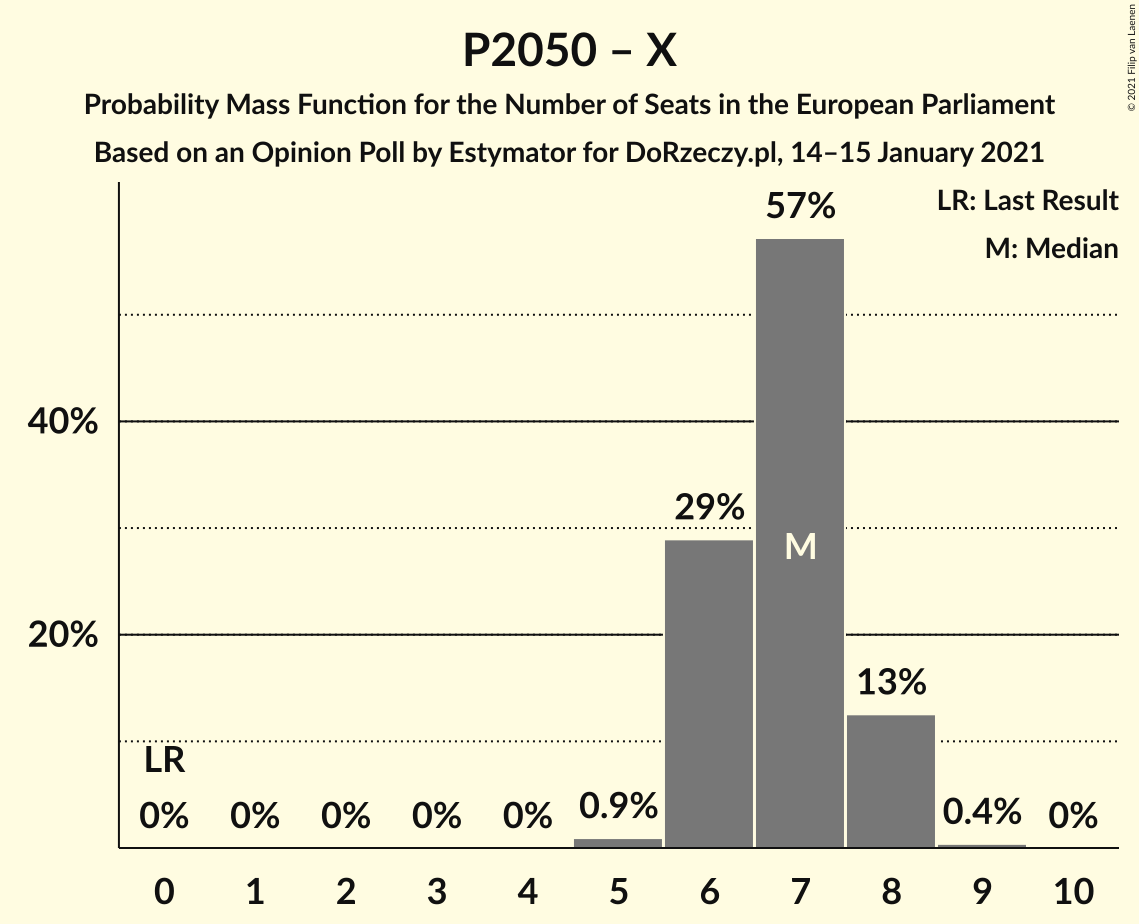 P2050 – X
Probability Mass Function for the Number of Seats in the European Parliament
Based on an Opinion Poll by Estymator for DoRzeczy.pl, 14–15 January 2021
© 2021 Filip van Laenen
LR: Last Result
M: Median
57%
40%
29%
M
20%
13%
LR
0% 0% 0% 0% 0% 0.9% 0.4% 0%
0 1 2 3 4 5 6 7 8 9 10